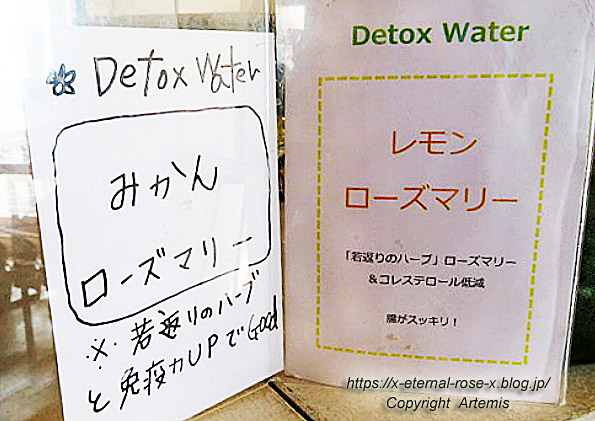 Detox Water
みかん
ローズマリー
※ 若返りのハーブ
と免疫力UPでGood
Detox Water
レモン
ローズマリー
「若返りのハーブ」ローズマリー
＆コレステロール低減
腸がスッキリ！
https://x-eternal-rose-x.blog.jp/
Copyright Artemis